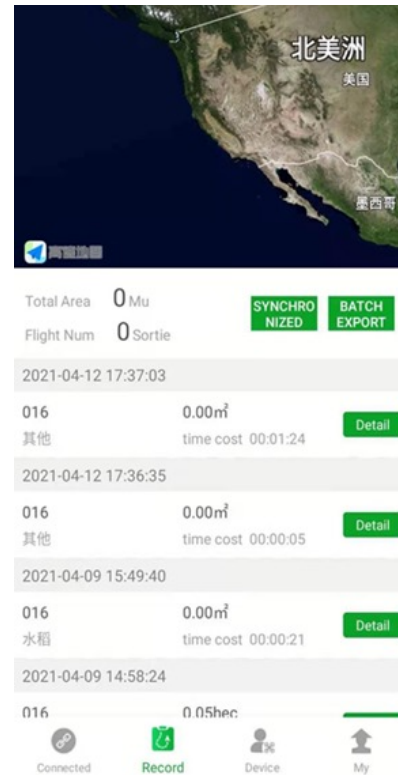 北美洲
美国
墨西哥
Total Area 0 Mu
Flight Num 0 Sortie
SYNCHRO
NIZED
BATCH
EXPORT
2021-04-12 17:37:03
016 0.00㎡
Detail
其他 time cost 00:01:24
2021-04-12 17:36:35
016 0.00㎡
Detail
其他 time cost 00:00:05
2021-04-09 15:49:40
016 0.00㎡
Detail
水稻 time cost 00:00:21
2021-04-09 14:58:24
016 0.05hec
Connected Record Device My